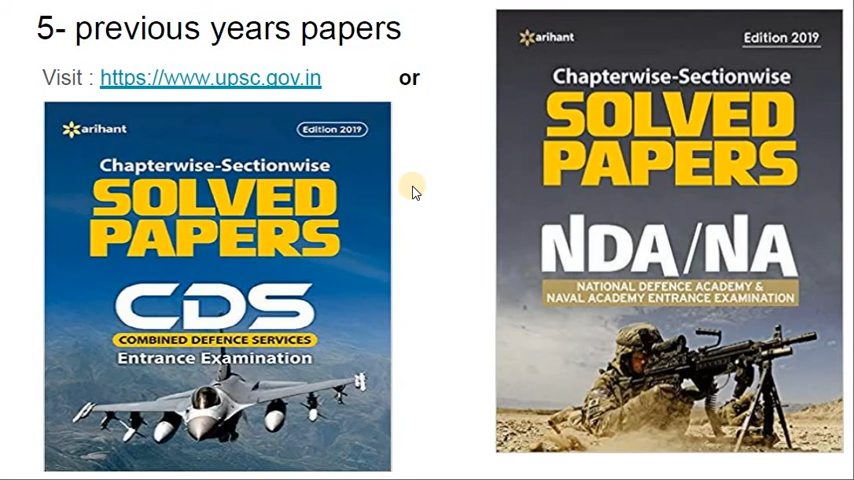 5- previous years papers
Visit : https://www.upsc.gov.in or
arihant
Edition 2019
Chapterwise-Sectionwise
SOLVED
PAPERS
CDS
COMBINED DEFENCE SERVICES
Entrance Examination
arihant
Edition 2019
Chapterwise-Sectionwise
SOLVED
PAPERS
NDA/NA
NATIONAL DEFENCE ACADEMY &
NAVAL ACADEMY ENTRANCE EXAMINATION